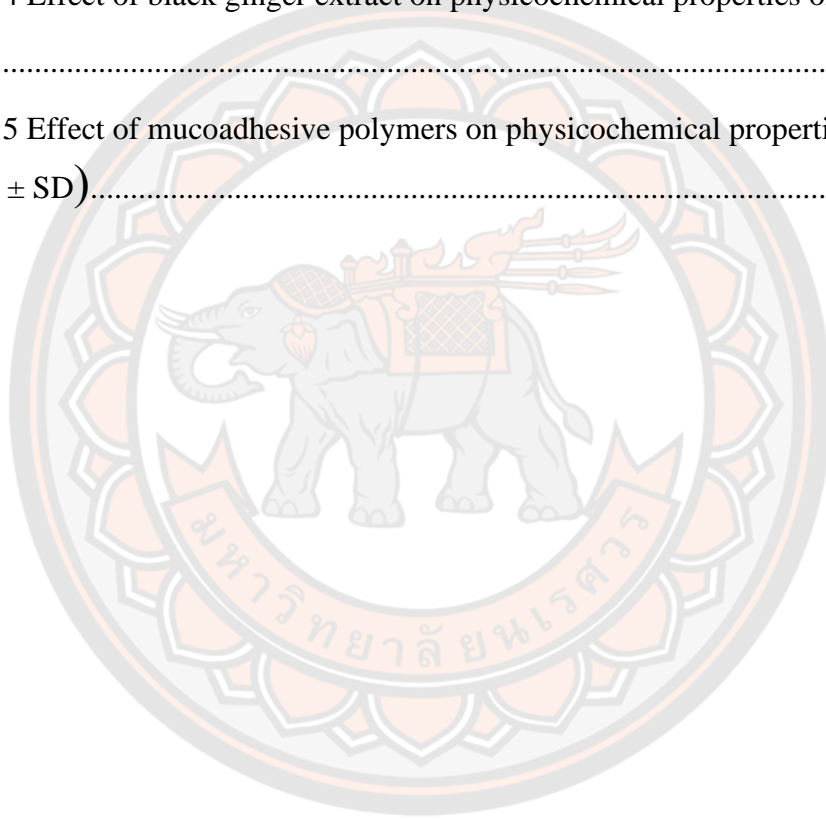 Effect of black ginger extract on physicochemical properties o
................................................................................................................
5 Effect of mucoadhesive polymers on physicochemical properti
± SD)............................................................................................................
มหาวิทยาลัยนเรศวร